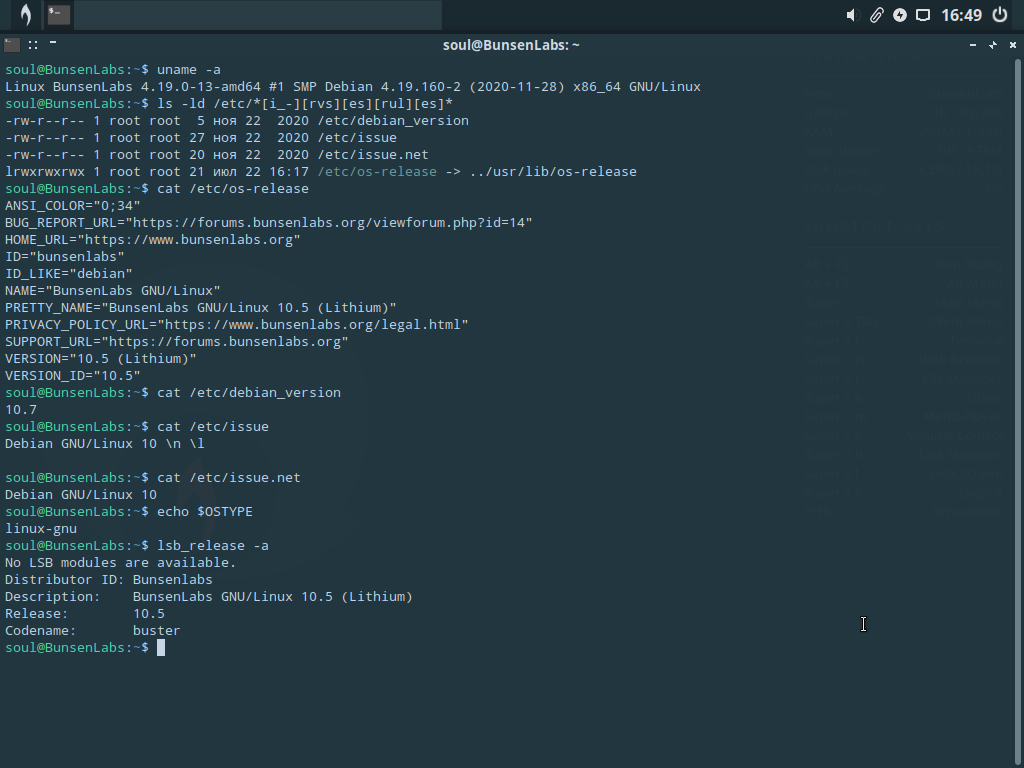 16:49
soul@BunsenLabs: ~
soul@BunsenLabs:~$ uname -a
Linux BunsenLabs 4.19.0-13-amd64 #1 SMP Debian 4.19.160-2 (2020-11-28) x86_64 GNU/Linux
soul@BunsenLabs:~$ ls -ld /etc/*[i_-][rvs][es][rul][es]*
-rw-r--r-- 1 root root  5 ноя 22  2020 /etc/debian_version
-rw-r--r-- 1 root root 27 ноя 22  2020 /etc/issue
-rw-r--r-- 1 root root 20 ноя 22  2020 /etc/issue.net
lrwxrwxrwx 1 root root 21 июл 22 16:17 /etc/os-release -> ../usr/lib/os-release
soul@BunsenLabs:~$ cat /etc/os-release
ANSI_COLOR="0;34"
BUG_REPORT_URL="https://forums.bunsenlabs.org/viewforum.php?id=14"
HOME_URL="https://www.bunsenlabs.org"
ID="bunsenlabs"
ID_LIKE="debian"
NAME="BunsenLabs GNU/Linux"
PRETTY_NAME="BunsenLabs GNU/Linux 10.5 (Lithium)"
PRIVACY_POLICY_URL="https://www.bunsenlabs.org/legal.html"
SUPPORT_URL="https://forums.bunsenlabs.org"
VERSION="10.5 (Lithium)"
VERSION_ID="10.5"
soul@BunsenLabs:~$ cat /etc/debian_version
10.7
soul@BunsenLabs:~$ cat /etc/issue
Debian GNU/Linux 10 \n \l
soul@BunsenLabs:~$ cat /etc/issue.net
Debian GNU/Linux 10
soul@BunsenLabs:~$ echo $OSTYPE
linux-gnu
soul@BunsenLabs:~$ lsb_release -a
No LSB modules are available.
Distributor ID: Bunsenlabs
Description:    BunsenLabs GNU/Linux 10.5 (Lithium)
Release:        10.5
Codename:       buster
soul@BunsenLabs:~$